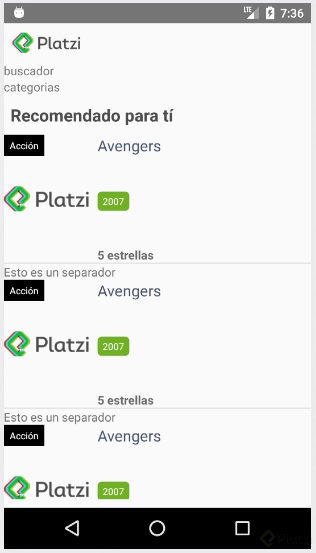 LTE 7:36
Platzi
buscador
categorias
Recomendado para tí
Acción Avengers
Platzi 2007
5 estrellas
Esto es un separador
Acción Avengers
Platzi 2007
5 estrellas
Esto es un separador
Acción Avengers
Platzi 2007
Platzi